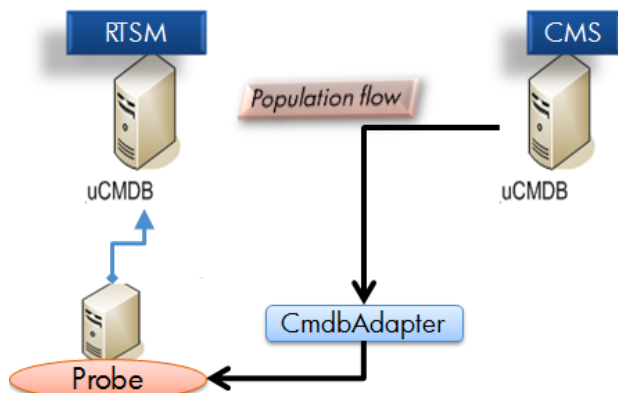 RTSM
CMS
Population flow
uCMDB
uCMDB
CmdbAdapter
Probe